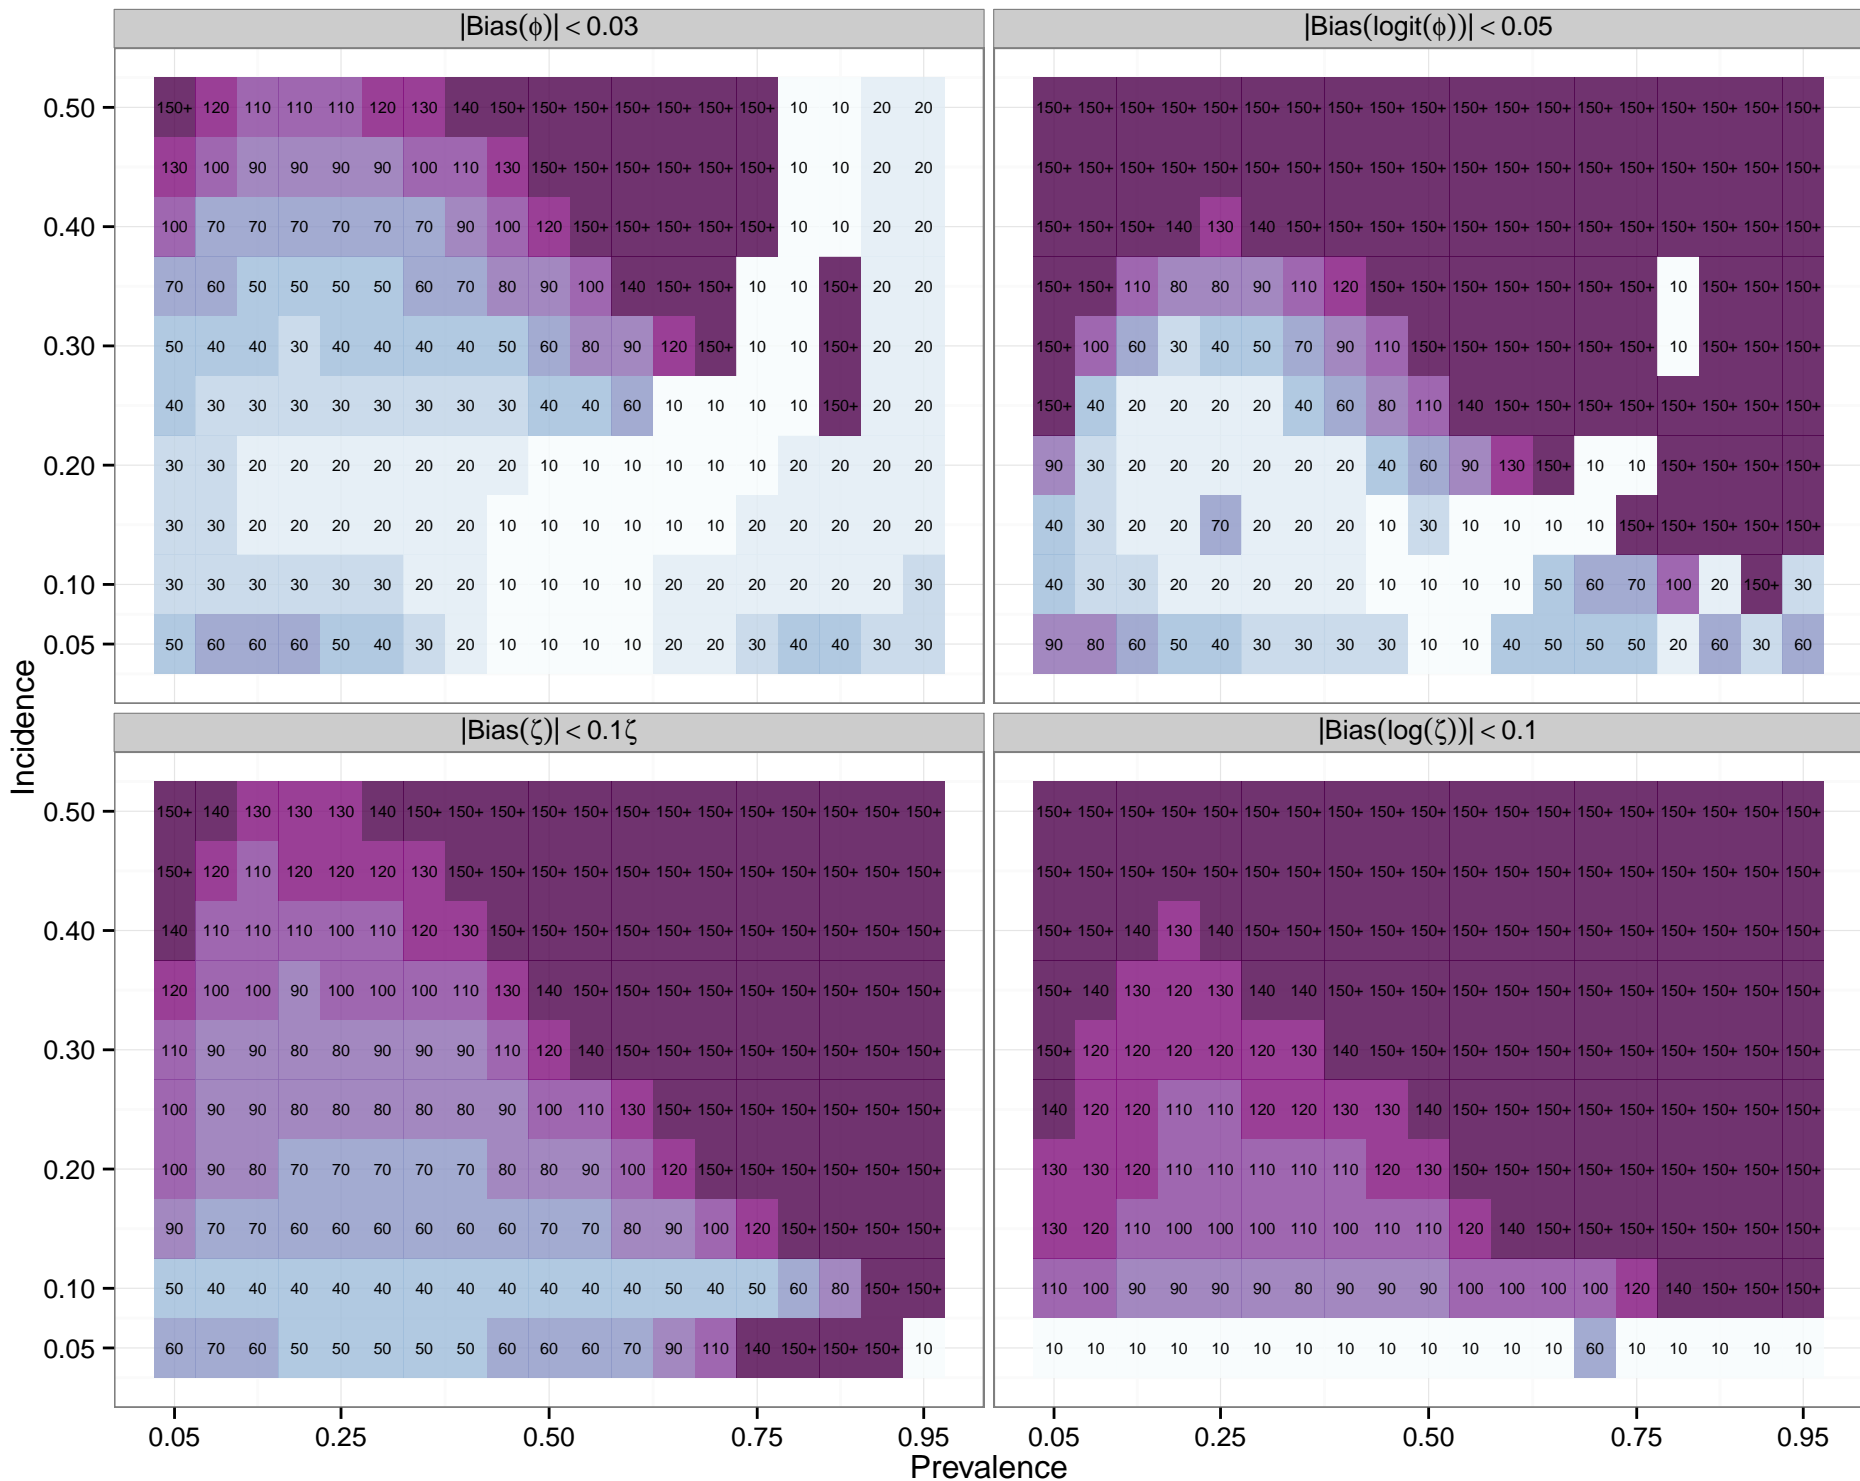 |Bias(ϕ)| < 0.03
0.50 150+ 120 110 110 110 120 130 140 150+ 150+ 150+ 150+ 150+ 150+ 150+ 10 10 20 20
130 100 90 90 90 90 100 110 130 150+ 150+ 150+ 150+ 150+ 150+ 10 10 20 20
0.40 100 70 70 70 70 70 70 90 100 120 150+ 150+ 150+ 150+ 150+ 10 10 20 20
70 60 50 50 50 50 60 70 80 90 100 140 150+ 150+ 10 10 150+ 20 20
0.30 50 40 40 30 40 40 40 40 50 60 80 90 120 150+ 10 10 150+ 20 20
40 30 30 30 30 30 30 30 30 40 40 60 10 10 10 10 150+ 20 20
0.20 30 30 20 20 20 20 20 20 20 10 10 10 10 10 10 20 20 20 20
30 30 20 20 20 20 20 20 10 10 10 10 10 10 20 20 20 20 20
0.10 30 30 30 30 30 30 20 20 10 10 10 10 20 20 20 20 20 20 30
0.05 50 60 60 60 50 40 30 20 10 10 10 10 20 20 30 40 40 30 30
|Bias(logit(ϕ))| < 0.05
150+ 150+ 150+ 150+ 150+ 150+ 150+ 150+ 150+ 150+ 150+ 150+ 150+ 150+ 150+ 150+ 150+ 150+ 150+
150+ 150+ 150+ 150+ 150+ 150+ 150+ 150+ 150+ 150+ 150+ 150+ 150+ 150+ 150+ 150+ 150+ 150+ 150+
150+ 150+ 150+ 140 130 140 150+ 150+ 150+ 150+ 150+ 150+ 150+ 150+ 150+ 150+ 150+ 150+ 150+
150+ 150+ 110 80 80 90 110 120 150+ 150+ 150+ 150+ 150+ 150+ 150+ 10 150+ 150+ 150+
150+ 100 60 30 40 50 70 90 110 150+ 150+ 150+ 150+ 150+ 150+ 10 150+ 150+ 150+
150+ 40 20 20 20 20 40 60 80 110 140 150+ 150+ 150+ 150+ 150+ 150+ 150+ 150+
90 30 20 20 20 20 20 20 40 60 90 130 150+ 10 10 150+ 150+ 150+ 150+
40 30 20 20 70 20 20 20 10 30 10 10 10 10 150+ 150+ 150+ 150+ 150+
40 30 30 20 20 20 20 20 10 10 10 10 50 60 70 100 20 150+ 30
90 80 60 50 40 30 30 30 30 10 10 40 50 50 50 20 60 30 60
Incidence
|Bias(ζ)| < 0.1ζ
0.50 150+ 140 130 130 130 140 150+ 150+ 150+ 150+ 150+ 150+ 150+ 150+ 150+ 150+ 150+ 150+ 150+
150+ 120 110 120 120 120 130 150+ 150+ 150+ 150+ 150+ 150+ 150+ 150+ 150+ 150+ 150+ 150+
0.40 140 110 110 110 100 110 120 130 150+ 150+ 150+ 150+ 150+ 150+ 150+ 150+ 150+ 150+ 150+
120 100 100 90 100 100 100 110 130 140 150+ 150+ 150+ 150+ 150+ 150+ 150+ 150+ 150+
0.30 110 90 90 80 80 90 90 90 110 120 140 150+ 150+ 150+ 150+ 150+ 150+ 150+ 150+
100 90 90 80 80 80 80 80 90 100 110 130 150+ 150+ 150+ 150+ 150+ 150+ 150+
0.20 100 90 80 70 70 70 70 70 80 80 90 100 120 150+ 150+ 150+ 150+ 150+ 150+
90 70 70 60 60 60 60 60 60 70 70 80 90 100 120 150+ 150+ 150+ 150+
0.10 50 40 40 40 40 40 40 40 40 40 40 40 50 40 50 60 80 150+ 150+
0.05 60 70 60 50 50 50 50 50 60 60 60 70 90 110 140 150+ 150+ 150+ 10
0.05 0.25 0.50 0.75 0.95
|Bias(log(ζ))| < 0.1
150+ 150+ 150+ 150+ 150+ 150+ 150+ 150+ 150+ 150+ 150+ 150+ 150+ 150+ 150+ 150+ 150+ 150+ 150+
150+ 150+ 150+ 150+ 150+ 150+ 150+ 150+ 150+ 150+ 150+ 150+ 150+ 150+ 150+ 150+ 150+ 150+ 150+
150+ 150+ 140 130 140 150+ 150+ 150+ 150+ 150+ 150+ 150+ 150+ 150+ 150+ 150+ 150+ 150+ 150+
150+ 140 130 120 130 140 140 150+ 150+ 150+ 150+ 150+ 150+ 150+ 150+ 150+ 150+ 150+ 150+
150+ 120 120 120 120 120 130 140 150+ 150+ 150+ 150+ 150+ 150+ 150+ 150+ 150+ 150+ 150+
140 120 120 110 110 120 120 130 130 140 150+ 150+ 150+ 150+ 150+ 150+ 150+ 150+ 150+
130 130 120 110 110 110 110 110 120 130 150+ 150+ 150+ 150+ 150+ 150+ 150+ 150+ 150+
130 120 110 100 100 100 110 100 110 110 120 140 150+ 150+ 150+ 150+ 150+ 150+ 150+
110 100 90 90 90 90 80 90 90 90 100 100 100 100 120 140 150+ 150+ 150+
10 10 10 10 10 10 10 10 10 10 10 10 10 60 10 10 10 10 10
0.05 0.25 0.50 0.75 0.95
Prevalence